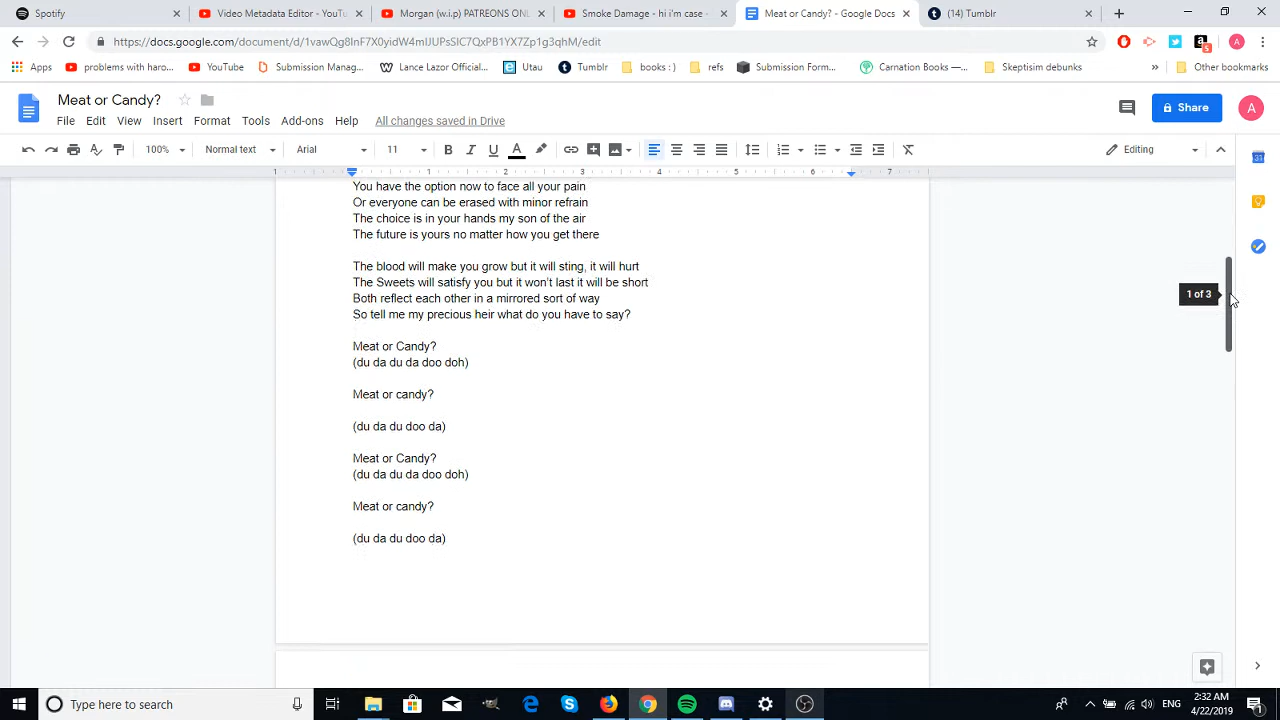 Spotify
Video Metadata Editor - YouTu
Morgan (w.i.p) PATREONS ONL
Smoke Damage - hi i'm case -
Meat or Candy? - Google Docs
(14) Tumblr
https://docs.google.com/document/d/1vawQg8InF7X0yidW4mJUPsSIC7QxPB1YX7Zp1g3qhM/edit
Apps
problems with haro...
YouTube
Submission Manag...
Lance Lazor Official...
Utau
Tumblr
books : )
refs
Submission Form...
Carnation Books —...
Skeptisim debunks
»
Other bookmarks
Meat or Candy?
File Edit View Insert Format Tools Add-ons Help All changes saved in Drive
Share
A
100% Normal text Arial 11 B I U A Editing
1 1 2 3 4 5 6 7
You have the option now to face all your pain
Or everyone can be erased with minor refrain
The choice is in your hands my son of the air
The future is yours no matter how you get there
The blood will make you grow but it will sting, it will hurt
The Sweets will satisfy you but it won't last it will be short
Both reflect each other in a mirrored sort of way
So tell me my precious heir what do you have to say?
Meat or Candy?
(du da du da doo doh)
Meat or candy?
(du da du doo da)
Meat or Candy?
(du da du da doo doh)
Meat or candy?
(du da du doo da)
1 of 3
Type here to search
ENG
2:32 AM
4/22/2019